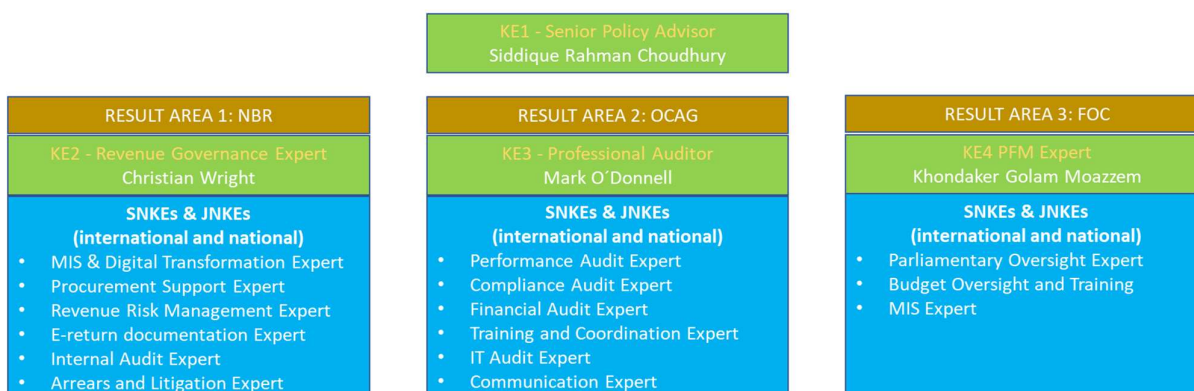 KE1 - Senior Policy Advisor
Siddique Rahman Choudhury
RESULT AREA 1: NBR
KE2 - Revenue Governance Expert
Christian Wright
SNKEs & JNKEs
(international and national)
• MIS & Digital Transformation Expert
• Procurement Support Expert
• Revenue Risk Management Expert
• E-return documentation Expert
• Internal Audit Expert
• Arrears and Litigation Expert
RESULT AREA 2: OCAG
KE3 - Professional Auditor
Mark O´Donnell
SNKEs & JNKEs
(international and national)
• Performance Audit Expert
• Compliance Audit Expert
• Financial Audit Expert
• Training and Coordination Expert
• IT Audit Expert
• Communication Expert
RESULT AREA 3: FOC
KE4 PFM Expert
Khondaker Golam Moazzem
SNKEs & JNKEs
(international and national)
• Parliamentary Oversight Expert
• Budget Oversight and Training
• MIS Expert